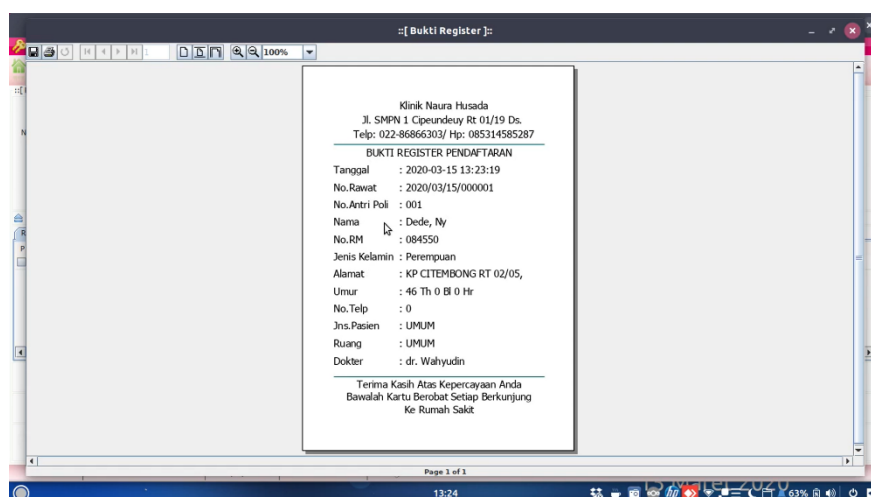 ::[ Bukti Register ]::
1
100%
Klinik Naura Husada
Jl. SMPN 1 Cipeundeuy Rt 01/19 Ds.
Telp: 022-86866303/ Hp: 085314585287
BUKTI REGISTER PENDAFTARAN
Tanggal : 2020-03-15 13:23:19
No.Rawat : 2020/03/15/000001
No.Antri Poli : 001
Nama : Dede, Ny
No.RM : 084550
Jenis Kelamin : Perempuan
Alamat : KP CITEMBONG RT 02/05,
Umur : 46 Th 0 Bl 0 Hr
No.Telp : 0
Jns.Pasien : UMUM
Ruang : UMUM
Dokter : dr. Wahyudin
Terima Kasih Atas Kepercayaan Anda
Bawalah Kartu Berobat Setiap Berkunjung
Ke Rumah Sakit
Page 1 of 1
13:24
hp
63%